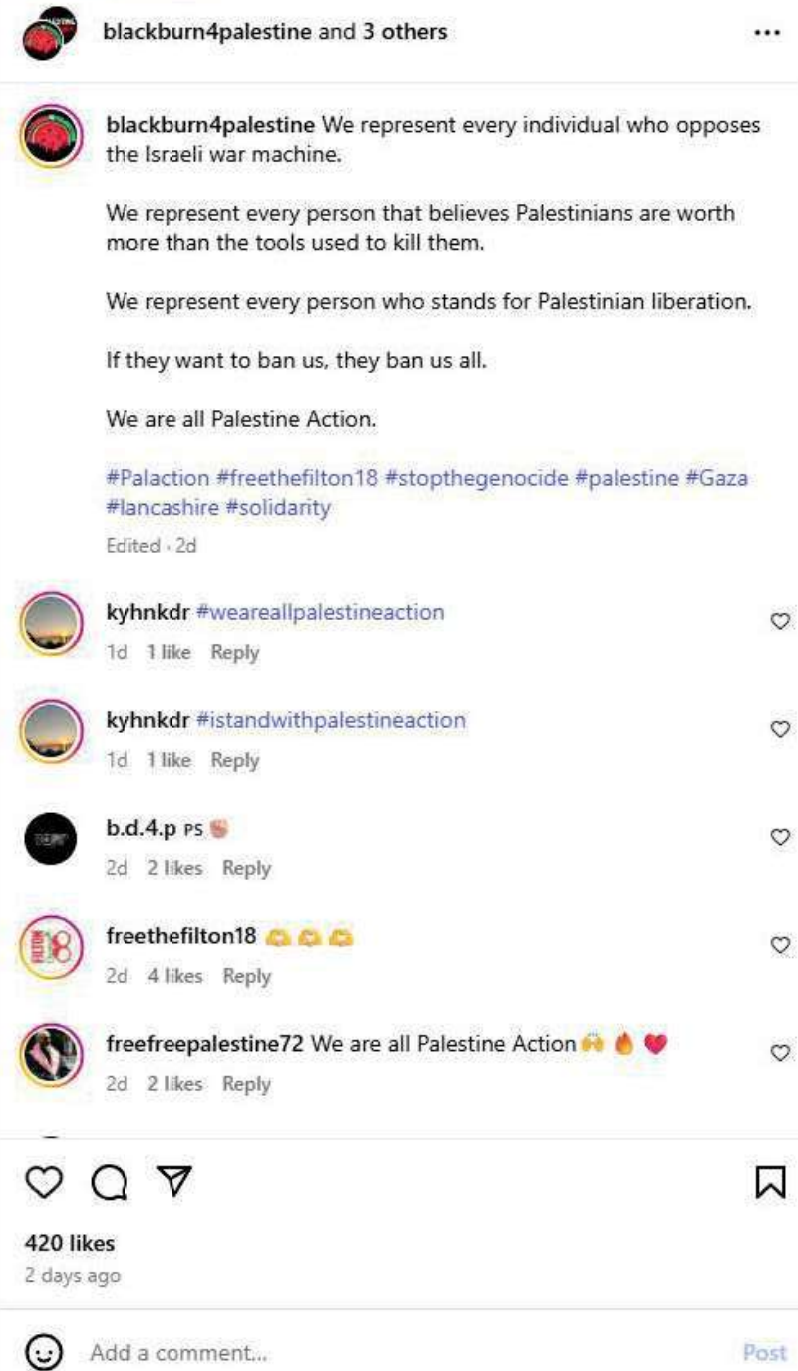 blackburn4palestine and 3 others
blackburn4palestine We represent every individual who opposes
the Israeli war machine.
We represent every person that believes Palestinians are worth
more than the tools used to kill them.
We represent every person who stands for Palestinian liberation.
If they want to ban us, they ban us all.
We are all Palestine Action.
#Palaction #freethefilton18 #stopthegenocide #palestine #Gaza
#lancashire #solidarity
Edited · 2d
kyhnkdr #weareallpalestineaction
1d 1 like Reply
kyhnkdr #istandwithpalestineaction
1d 1 like Reply
b.d.4.p PS ✊🏼
2d 2 likes Reply
FILTON
18
freethefilton18 🫶 🫶 🫶
2d 4 likes Reply
freefreepalestine72 We are all Palestine Action 🙌 🔥 ❤️
2d 2 likes Reply
420 likes
2 days ago
Add a comment...
Post